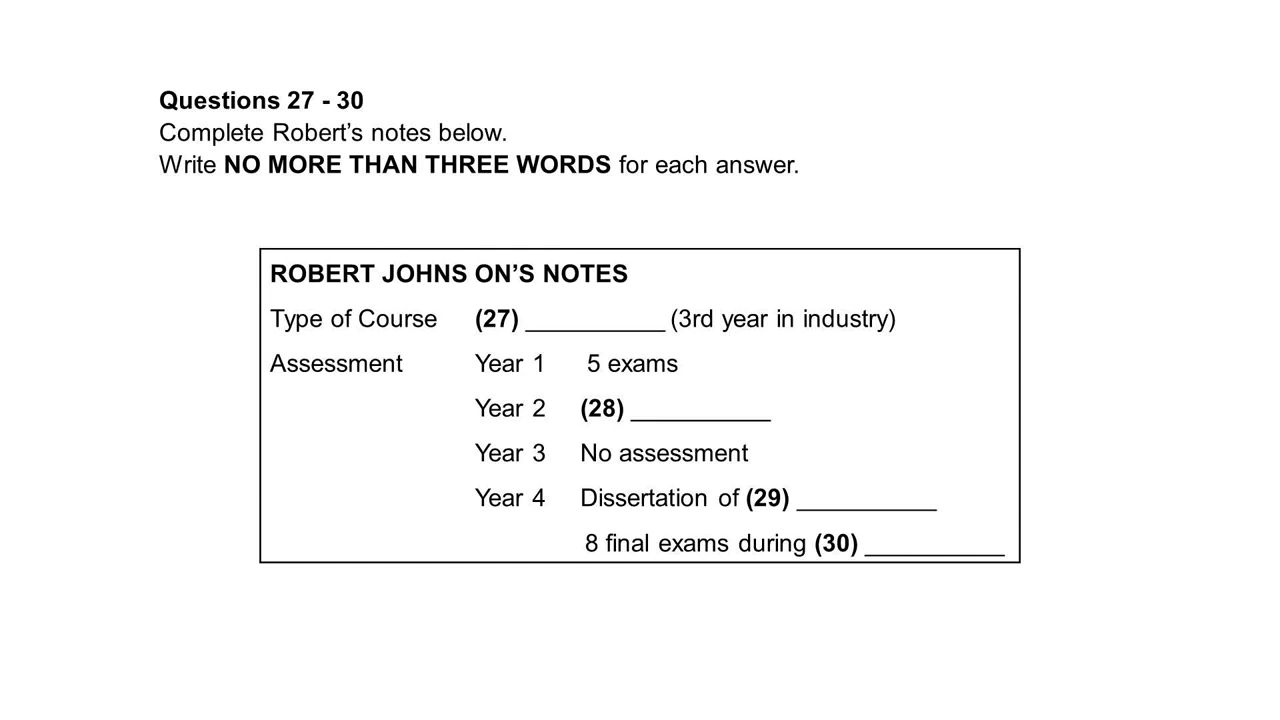 Questions 27 - 30
Complete Robert’s notes below.
Write NO MORE THAN THREE WORDS for each answer.
ROBERT JOHNS ON’S NOTES
Type of Course (27) __________ (3rd year in industry)
Assessment Year 1 5 exams
Year 2 (28) __________
Year 3 No assessment
Year 4 Dissertation of (29) __________
8 final exams during (30) __________